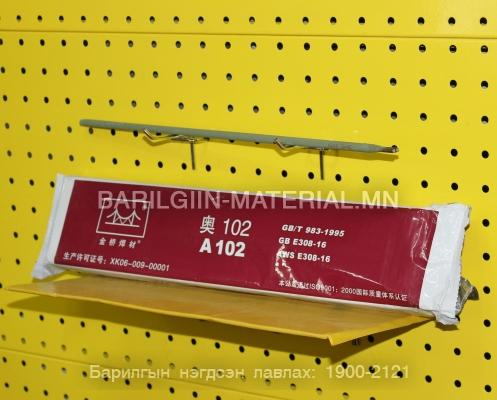 BARILGIIN-MATERIAL.MN
金桥焊材
生产许可证号: XK06-009-00001
奥 102
A 102
GB/T 983-1995
GB E308-16
AWS E308-16
本站通过ISO9001: 2000国际质量体系认证
Барилгын нэгдсэн лавлах: 1900-2121